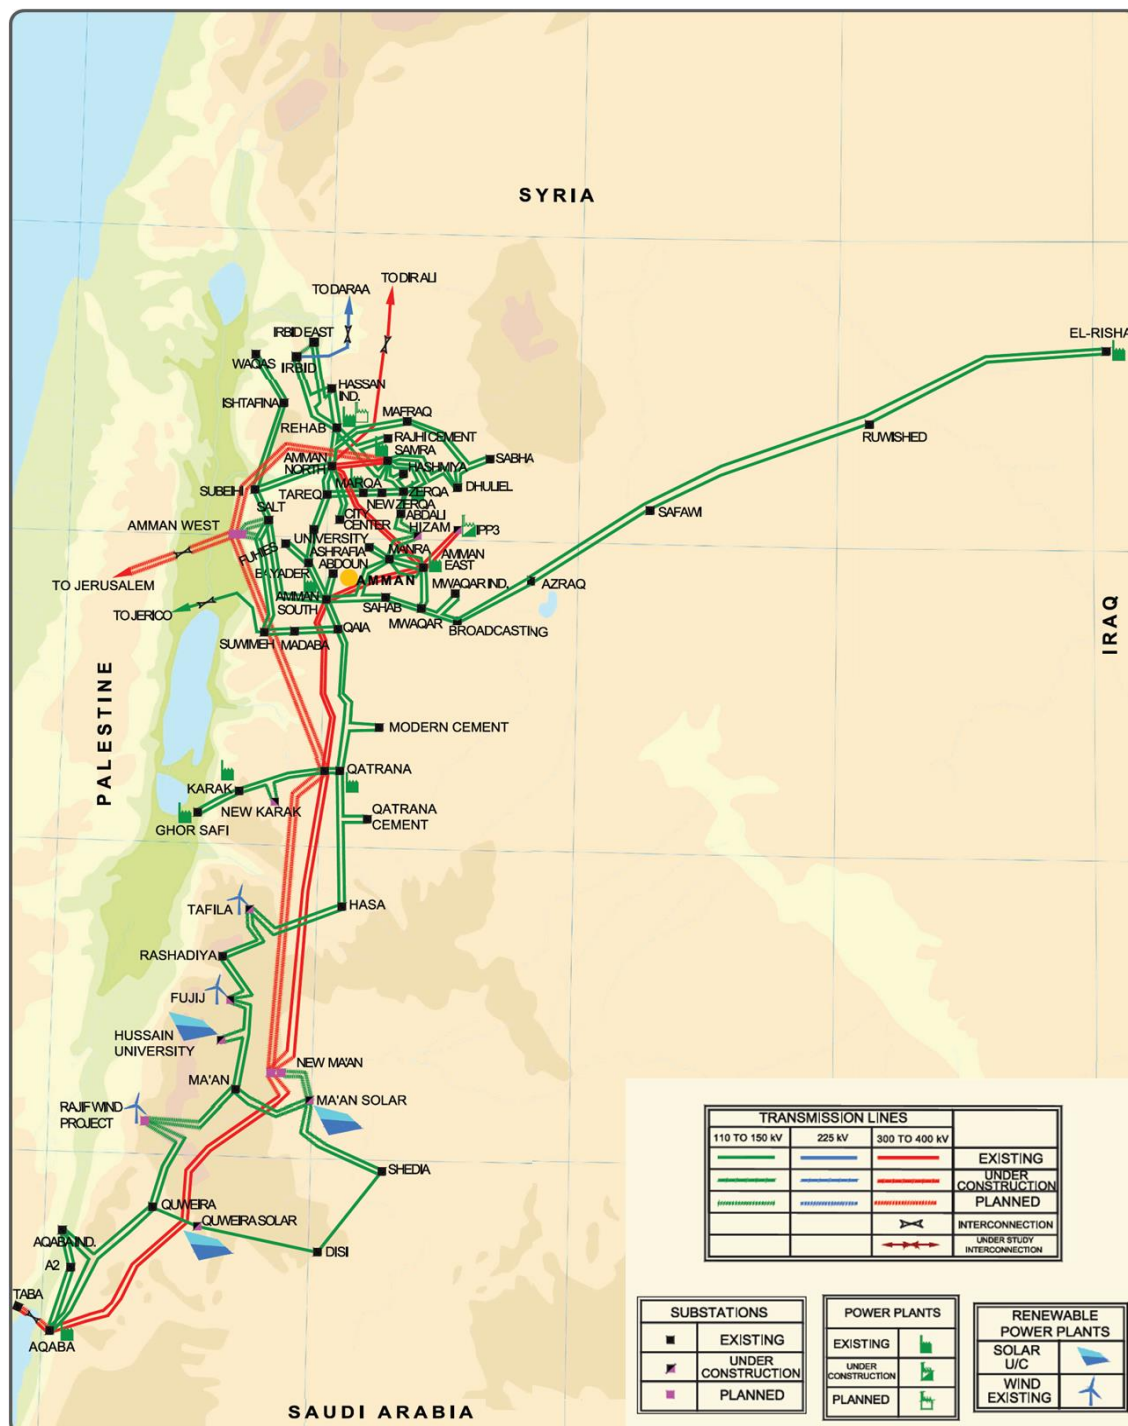 SYRIA
TO DIR ALI
TO DARAA
IRBID EAST
EL-RISHA
WAQAS
IRBID
HASSAN
IND.
ISHTAFINA
MAFRAQ
RUWISHED
REHAB
RAJHI CEMENT
SAMRA
SABHA
AMMAN
NORTH
HASHMIYA
MARQA
DHULIEL
SUBEIHI
TAREQ
ZERQA
NEW ZERQA
SAFAWI
SALT
CITY
CENTER
ABDALI
AMMAN WEST
HIZAM
IPP3
UNIVERSITY
FUHIES
ASHRAFIA
MANRA
AMMAN
EAST
ABDOUN
BAYADER
TO JERUSALEM
AMMAN
MWAQAR IND.
AZRAQ
AMMAN
SOUTH
SAHAB
TO JERICO
MWAQAR
BROADCASTING
QAIA
SUWIMEH
MADABA
IRAQ
PALESTINE
MODERN CEMENT
QATRANA
KARAK
NEW KARAK
QATRANA
CEMENT
GHOR SAFI
HASA
TAFILA
RASHADIYA
FUJIJ
HUSSAIN
UNIVERSITY
NEW MA'AN
MA'AN
MA'AN SOLAR
RAJIF WIND
PROJECT
SHEDIA
QUWEIRA
QUWEIRA SOLAR
DISI
AQABA IND.
A2
TABA
AQABA
SAUDI ARABIA
TRANSMISSION LINES
110 TO 150 kV 225 kV 300 TO 400 kV
EXISTING
UNDER
CONSTRUCTION
PLANNED
INTERCONNECTION
UNDER STUDY
INTERCONNECTION
SUBSTATIONS
EXISTING
UNDER
CONSTRUCTION
PLANNED
POWER PLANTS
EXISTING
UNDER
CONSTRUCTION
PLANNED
RENEWABLE
POWER PLANTS
SOLAR
U/C
WIND
EXISTING